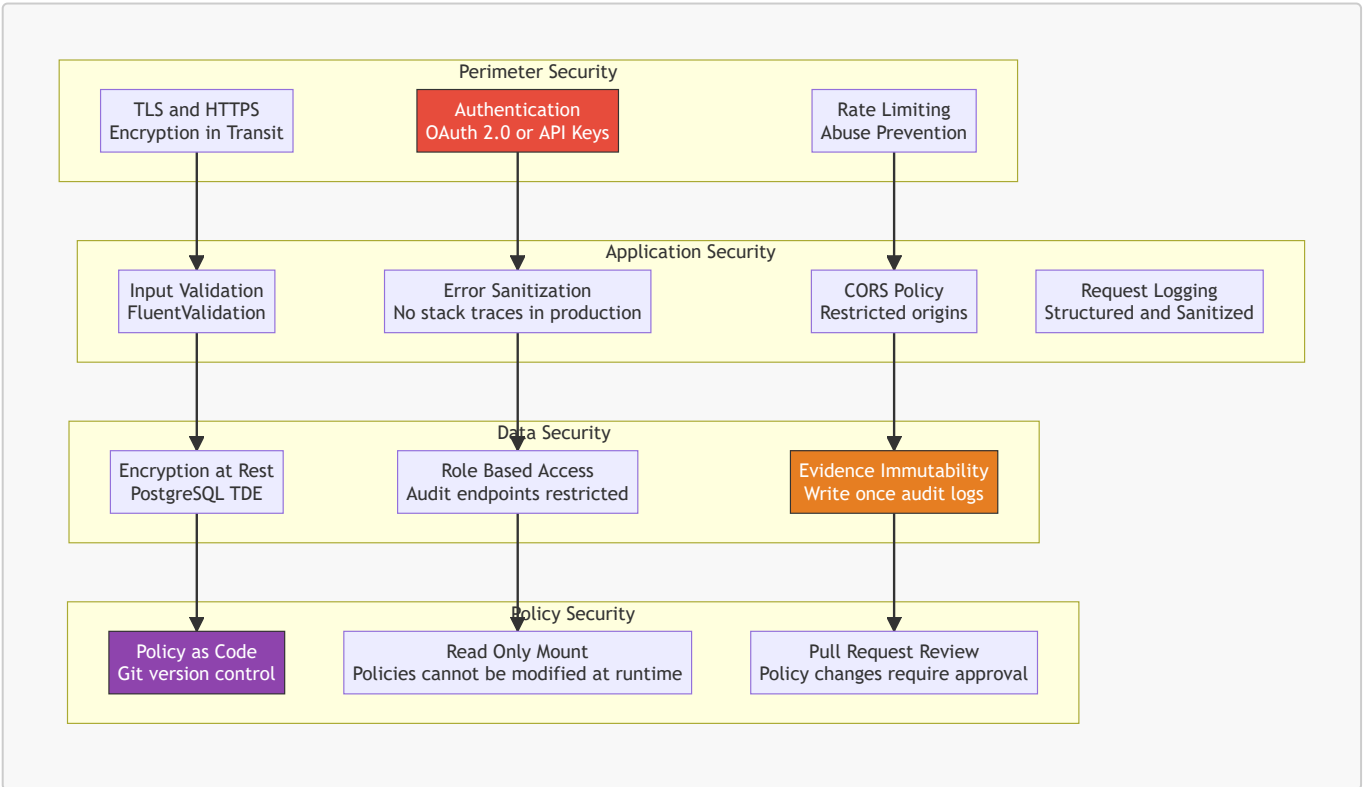 Perimeter Security
TLS and HTTPS
Encryption in Transit
Authentication
OAuth 2.0 or API Keys
Rate Limiting
Abuse Prevention
Application Security
Input Validation
FluentValidation
Error Sanitization
No stack traces in production
CORS Policy
Restricted origins
Request Logging
Structured and Sanitized
Data Security
Encryption at Rest
PostgreSQL TDE
Role Based Access
Audit endpoints restricted
Evidence Immutability
Write once audit logs
Policy Security
Policy as Code
Git version control
Read Only Mount
Policies cannot be modified at runtime
Pull Request Review
Policy changes require approval